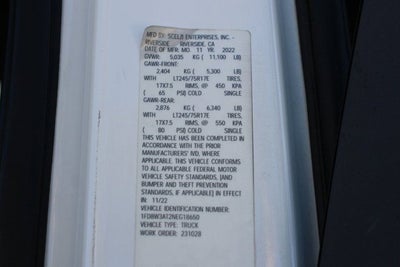 MFD BY: SCELZI ENTERPRISES, INC. -
RIVERSIDE RIVERSIDE, CA
DATE OF MFR: MO. 11 YR. 2022
GVWR: 5,035 KG ( 11,100 LB)
GAWR-FRONT:
2,404 KG ( 5,300 LB)
WITH LT245/75R17E TIRES,
17X7.5 RIMS, @ 450 KPA
( 65 PSI) COLD SINGLE
GAWR-REAR:
2,876 KG ( 6,340 LB)
WITH LT245/75R17E TIRES,
17X7.5 RIMS, @ 550 KPA
( 80 PSI) COLD SINGLE
THIS VEHICLE WAS COMPLETED IN
ACCORDANCE WITH THE PRIOR
MANUFACTURERS' IVD, WHERE
APPLICABLE. THIS VEHICLE CONFORMS
TO ALL APPLICABLE FEDERAL MOTOR
VEHICLE SAFETY STANDARDS, [AND
BUMPER AND THEFT PREVENTION
STANDARDS, IF APPLICABLE] IN EFFECT
IN: 11/22
VEHICLE IDENTIFICATION NUMBER:
1FD8W3AT2NEG18650
VEHICLE TYPE: TRUCK
WORK ORDER: 231028